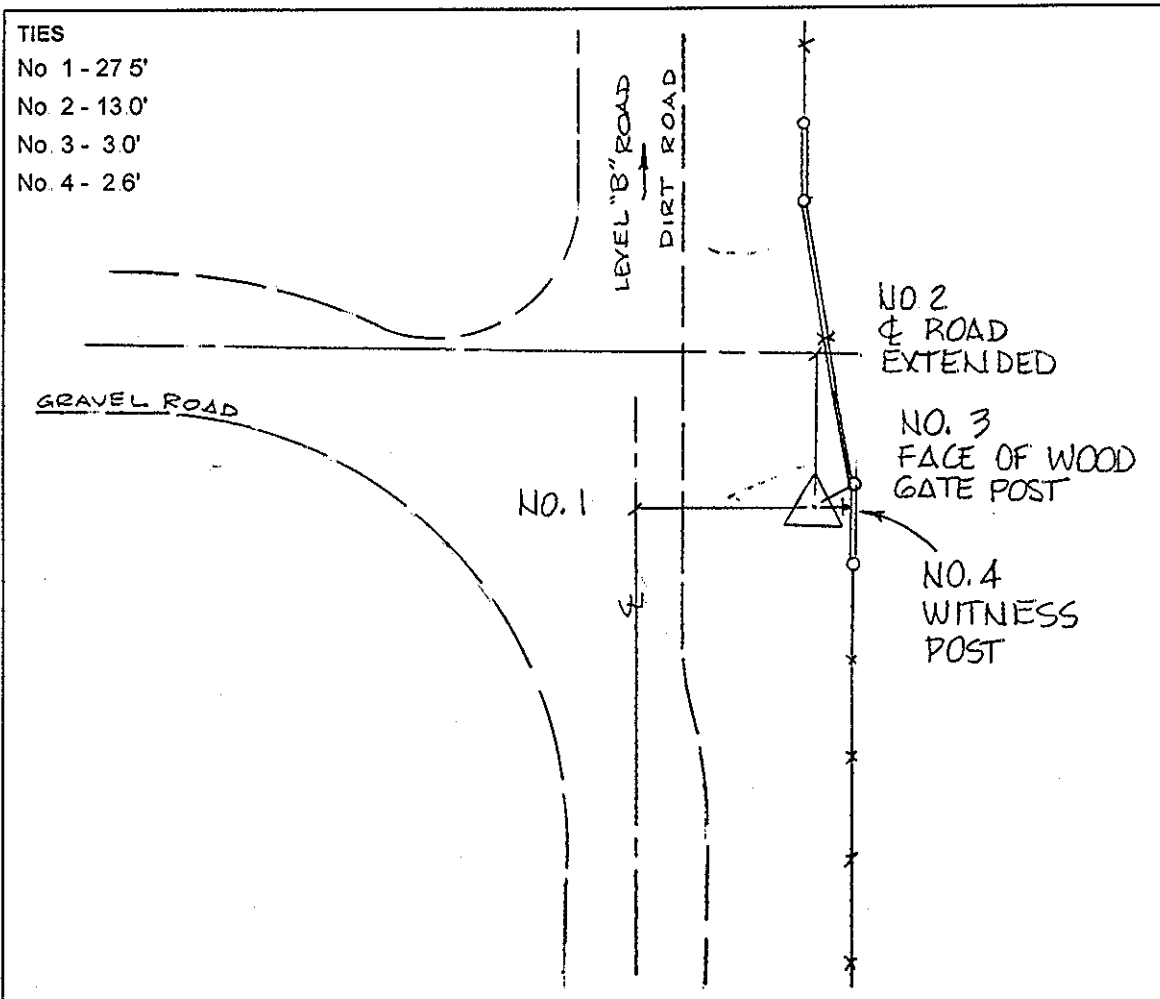 TIES
No 1 - 27 5'
No. 2 - 13.0'
No. 3 - 3.0'
No. 4 - 2.6'
LEVEL "B" ROAD
DIRT ROAD
NO 2
℄ ROAD
EXTENDED
GRAVEL ROAD
NO. 3
FACE OF WOOD
GATE POST
NO. 1
NO. 4
WITNESS
POST
℄